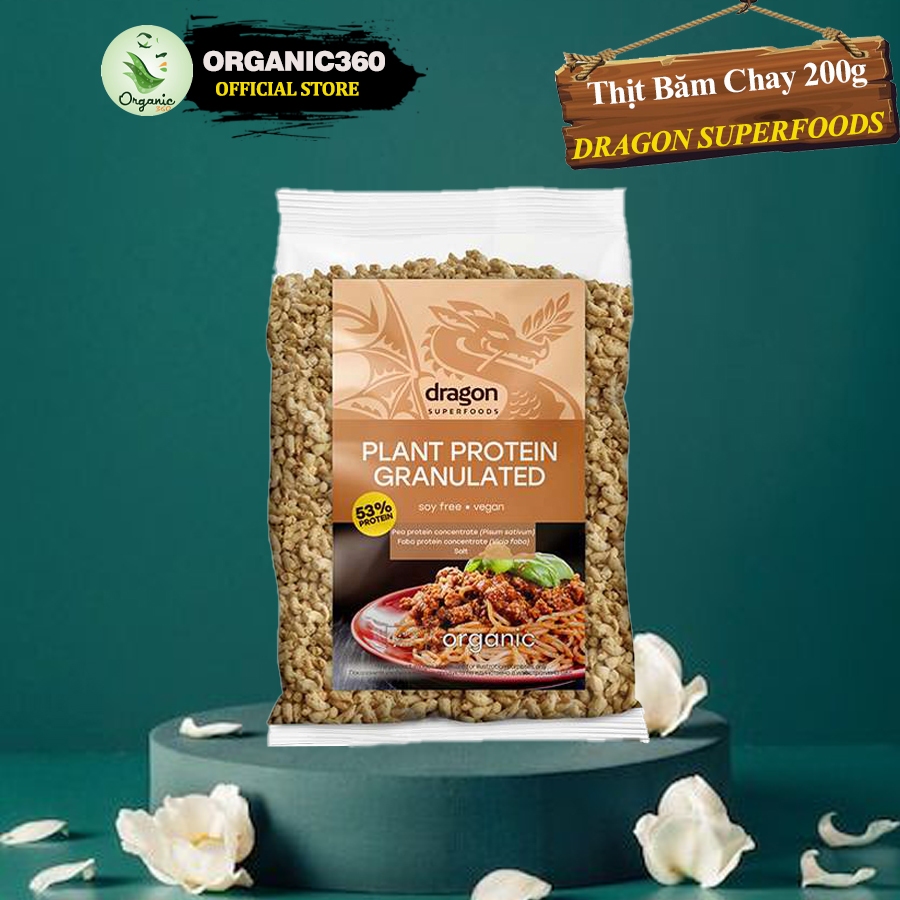 Organic
360
ORGANIC360
OFFICIAL STORE
Thịt Băm Chay 200g
DRAGON SUPERFOODS
dragon
SUPERFOODS
PLANT PROTEIN
GRANULATED
soy free • vegan
53%
PROTEIN
Pea protein concentrate (Pisum sativum)
Faba protein concentrate (Vicia faba)
Salt
organic